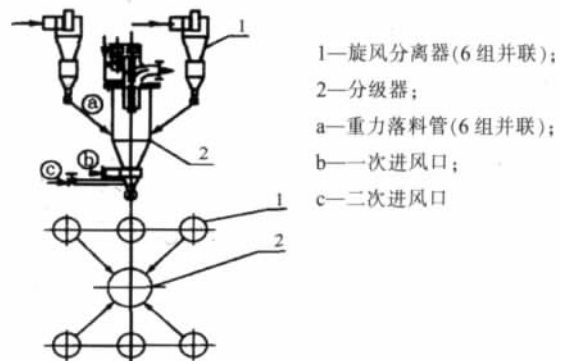 1
1—旋风分离器(6组并联);
2—分级器;
a—重力落料管(6组并联);
b—一次进风口;
c—二次进风口
a
2
b
c
1
2